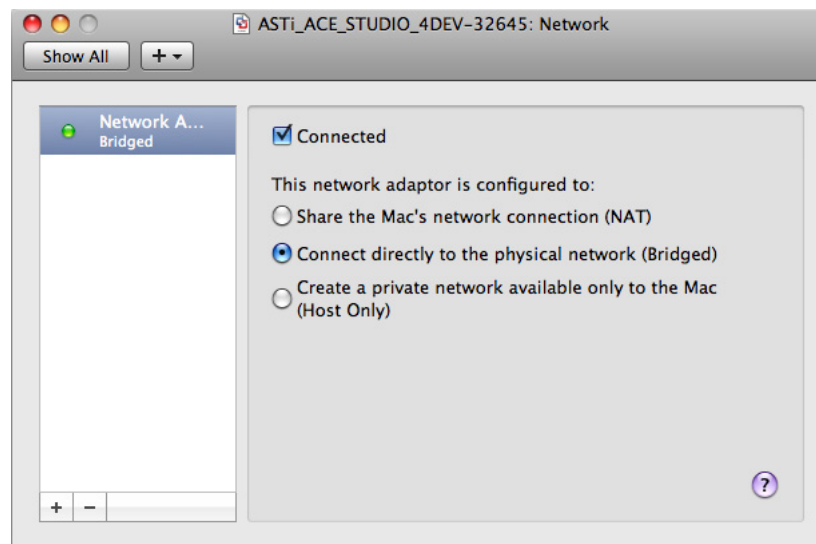 ASTi_ACE_STUDIO_4DEV-32645: Network
Show All
+
Network A...
Bridged
Connected
This network adaptor is configured to:
Share the Mac's network connection (NAT)
Connect directly to the physical network (Bridged)
Create a private network available only to the Mac
(Host Only)
?
+ −